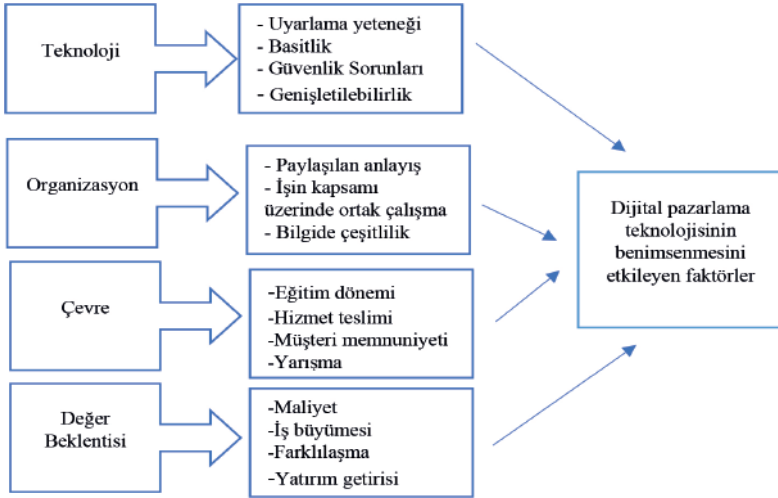 Teknoloji
- Uyarlama yeteneği
- Basitlik
- Güvenlik Sorunları
- Genişletilebilirlik
Organizasyon
- Paylaşılan anlayış
- İşin kapsamı
üzerinde ortak çalışma
- Bilgide çeşitlilik
Çevre
-Eğitim dönemi
-Hizmet teslimi
-Müşteri memnuniyeti
-Yarışma
Değer
Beklentisi
-Maliyet
-İş büyümesi
-Farklılaşma
-Yatırım getirisi
Dijital pazarlama
teknolojisinin
benimsenmesini
etkileyen faktörler